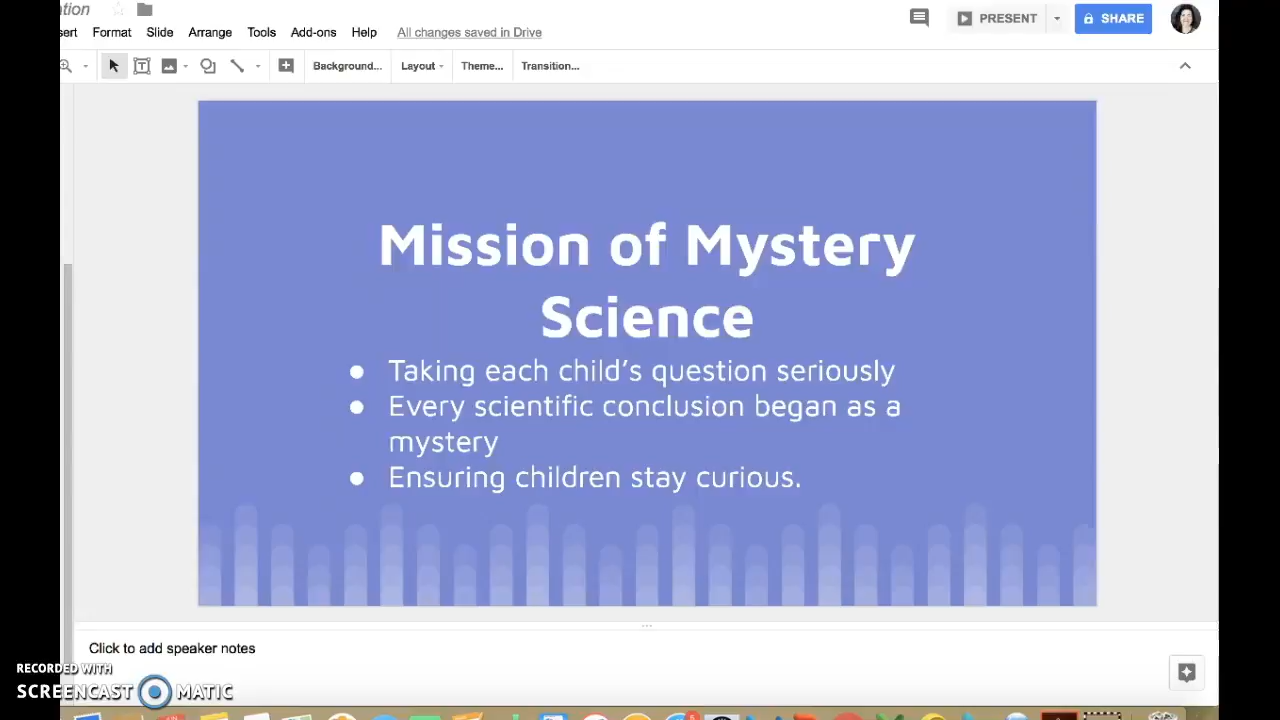 ation
sert Format Slide Arrange Tools Add-ons Help All changes saved in Drive
PRESENT
SHARE
Background... Layout Theme... Transition...
Mission of Mystery
Science
● Taking each child's question seriously
● Every scientific conclusion began as a
mystery
● Ensuring children stay curious.
Click to add speaker notes
RECORDED WITH
SCREENCAST MATIC